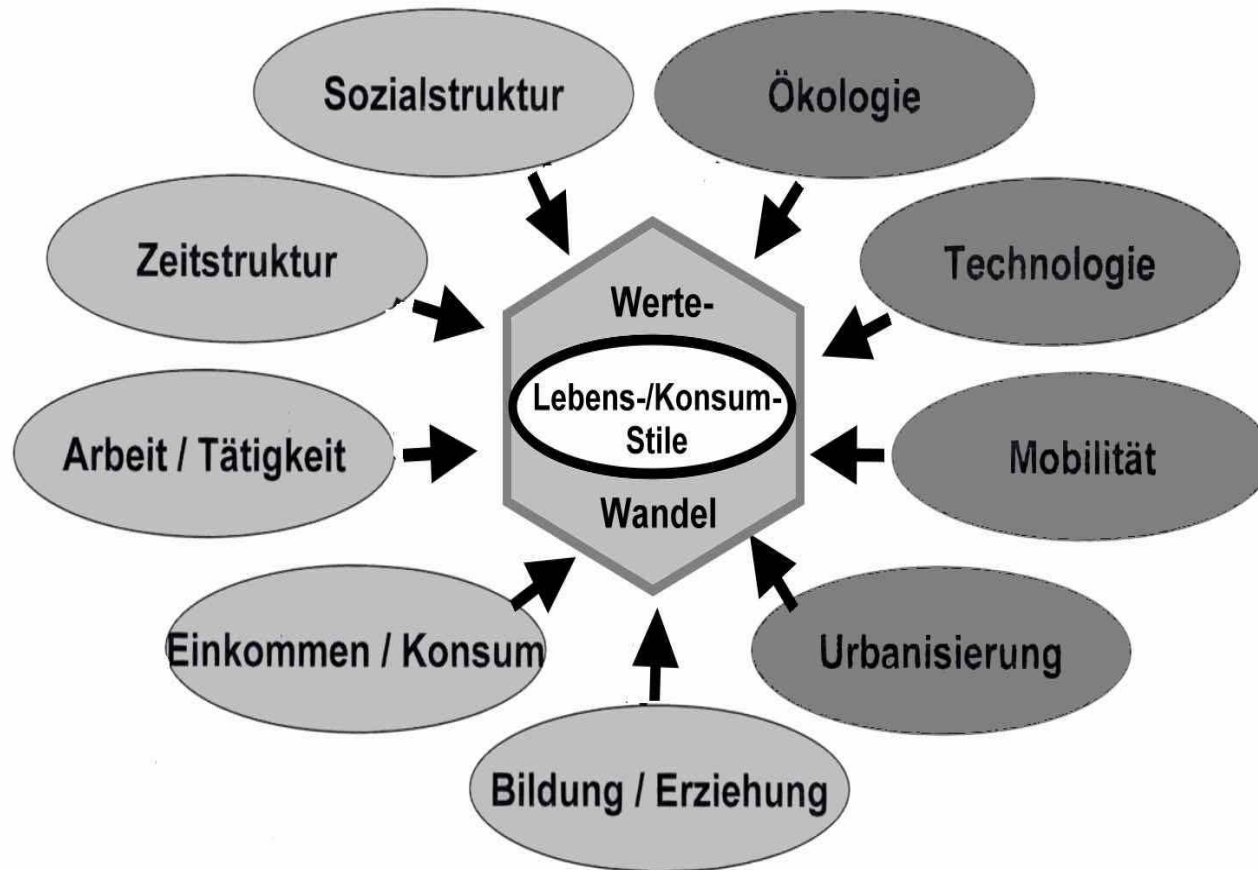 Sozialstruktur
Ökologie
Zeitstruktur
Technologie
Werte-
Lebens-/Konsum-
Stile
Arbeit / Tätigkeit
Mobilität
Wandel
Einkommen / Konsum
Urbanisierung
Bildung / Erziehung